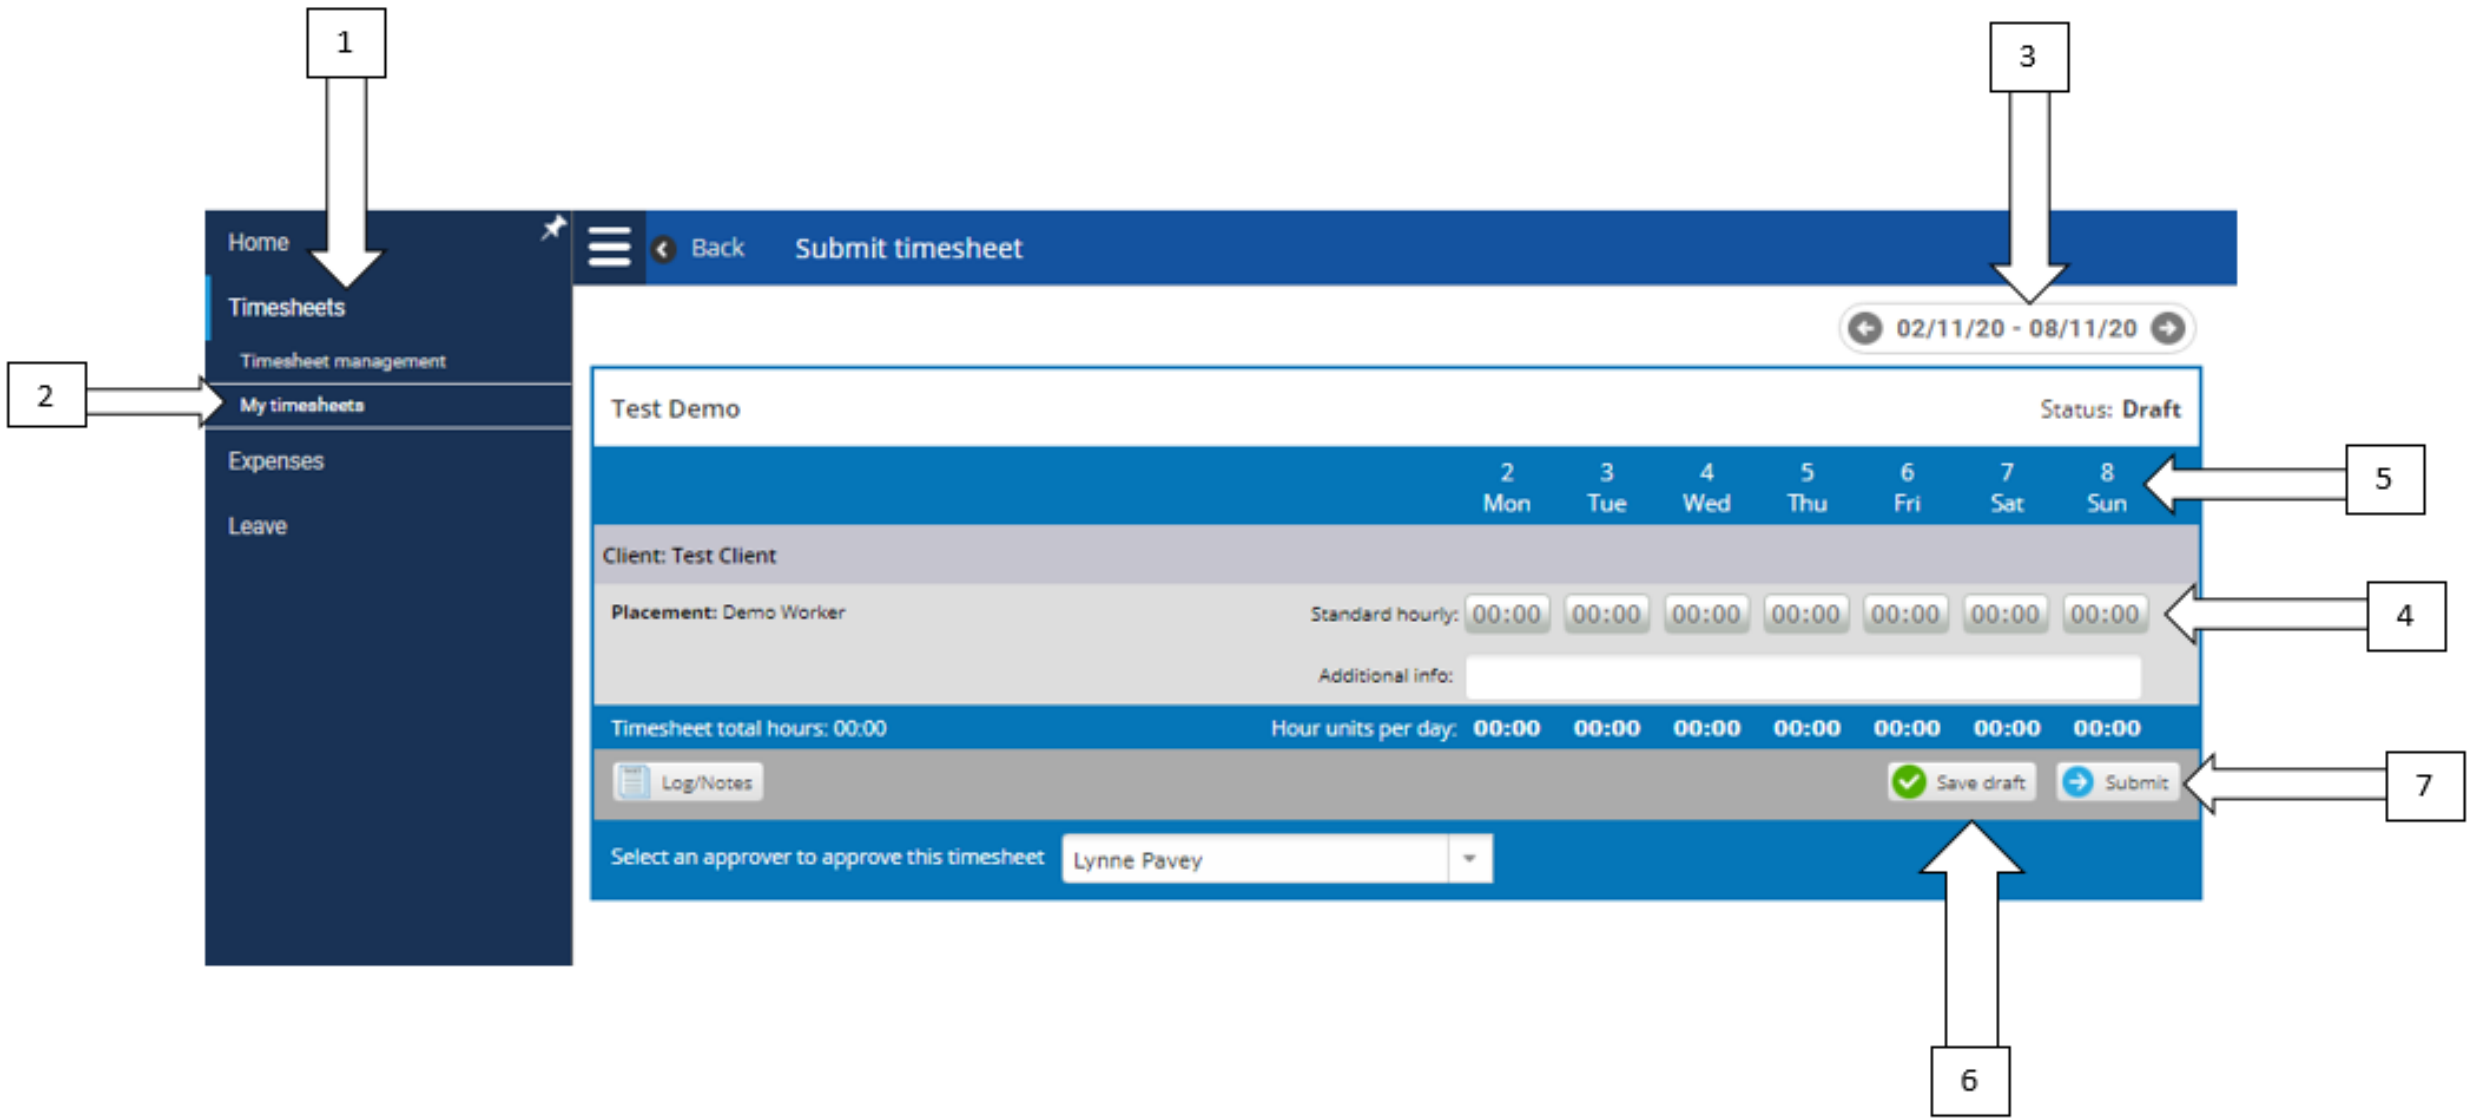 1
3
Home
Back Submit timesheet
Timesheets
02/11/20 - 08/11/20
Timesheet management
2
My timesheets
Test Demo Status: Draft
Expenses
2 3 4 5 6 7 8
Mon Tue Wed Thu Fri Sat Sun
5
Leave
Client: Test Client
Placement: Demo Worker Standard hourly: 00:00 00:00 00:00 00:00 00:00 00:00 00:00
4
Additional info:
Timesheet total hours: 00:00 Hour units per day: 00:00 00:00 00:00 00:00 00:00 00:00 00:00
Log/Notes Save draft Submit
7
Select an approver to approve this timesheet Lynne Pavey
6